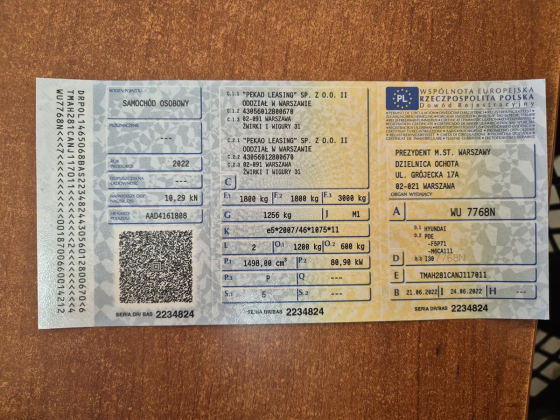 RODZAJ POJAZDU
SAMOCHÓD OSOBOWY
PRZEZNACZENIE
---
ROK PRODUKCJI
2022
DOPUSZCZALNA ŁADOWNOŚĆ
---
NAJWIĘKSZY DOP. NACISK OSI
10,29 kN
NR KARTY POJAZDU
AAD4161808
SERIA DR/BAS 2234824
C.1.1 "PEKAO LEASING" SP. Z O.O. II
ODDZIAŁ W WARSZAWIE
C.1.2 43056012800670
C.1.3 02-091 WARSZAWA
ŻWIRKI I WIGURY 31
C.2.1 "PEKAO LEASING" SP. Z O.O. II
ODDZIAŁ W WARSZAWIE
C.2.2 43056012800670
C.2.3 02-091 WARSZAWA
ŻWIRKI I WIGURY 31
C
F.1 1800 kg F.2 1800 kg F.3 3000 kg
G 1256 kg J M1
K e5*2007/46*1075*11
L 2 O.1 1200 kg O.2 600 kg
P.1 1498,00 cm³ P.2 80,90 kW
P.3 P Q ---
S.1 5 S.2 ---
SERIA DR/BAS 2234824
PL
WSPÓLNOTA EUROPEJSKA
RZECZPOSPOLITA POLSKA
Dowód Rejestracyjny
PREZYDENT M.ST. WARSZAWY
DZIELNICA OCHOTA
UL. GRÓJECKA 17A
02-021 WARSZAWA
ORGAN WYDAJĄCY
A WU 7768N
D.1 HYUNDAI
D.2 PDE
-F5P71
-M6CA111
D D.3 I30
E TMAH281CANJ117011
B 21.06.2022 I 24.06.2022 H ---
SERIA DR/BAS 2234824